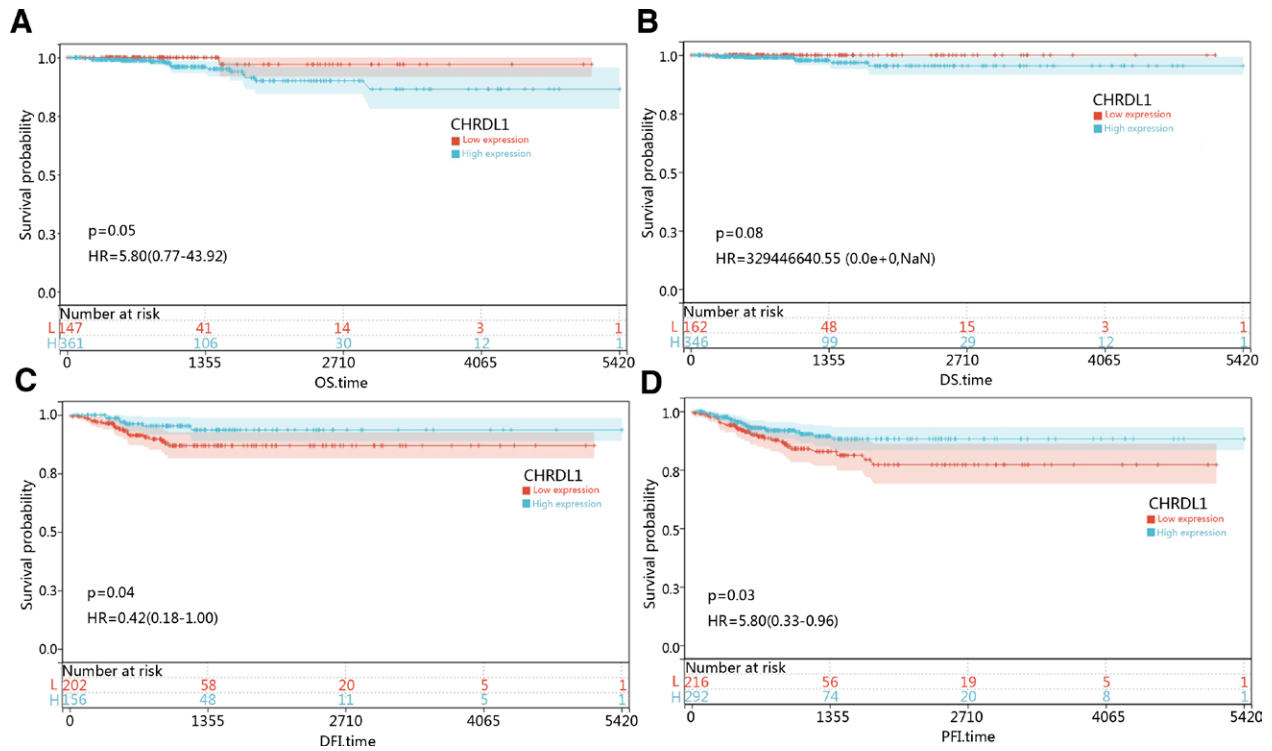 A
1.0
0.8
0.5
0.3
0.0
Survival probability
CHRDL1
Low expression
High expression
p=0.05
HR=5.80(0.77-43.92)
Number at risk
L 147 41 14 3 1
H 361 106 30 12 1
0 1355 2710 4065 5420
OS.time
B
1.0
0.8
0.5
0.3
0.0
Survival probability
CHRDL1
Low expression
High expression
p=0.08
HR=329446640.55 (0.0e+0,NaN)
Number at risk
L 162 48 15 3 1
H 346 99 29 12 1
0 1355 2710 4065 5420
DS.time
C
1.0
0.8
0.5
0.3
0.0
Survival probability
CHRDL1
Low expression
High expression
p=0.04
HR=0.42(0.18-1.00)
Number at risk
L 202 58 20 5 1
H 156 48 11 5 1
0 1355 2710 4065 5420
DFI.time
D
1.0
0.8
0.5
0.3
0.0
Survival probability
CHRDL1
Low expression
High expression
p=0.03
HR=5.80(0.33-0.96)
Number at risk
L 216 56 19 5 1
H 292 74 20 8 1
0 1355 2710 4065 5420
PFI.time